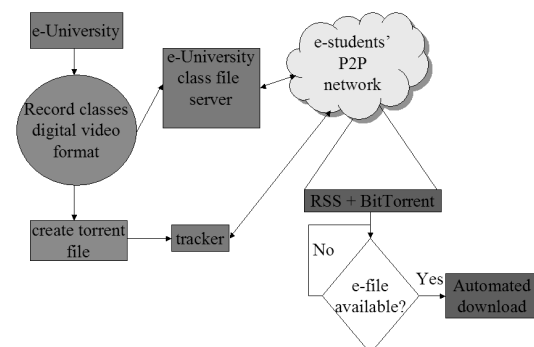 e-University
Record classes
digital video
format
create torrent
file
tracker
e-University
class file
server
e-students'
P2P
network
RSS + BitTorrent
No
e-file
available?
Yes
Automated
download